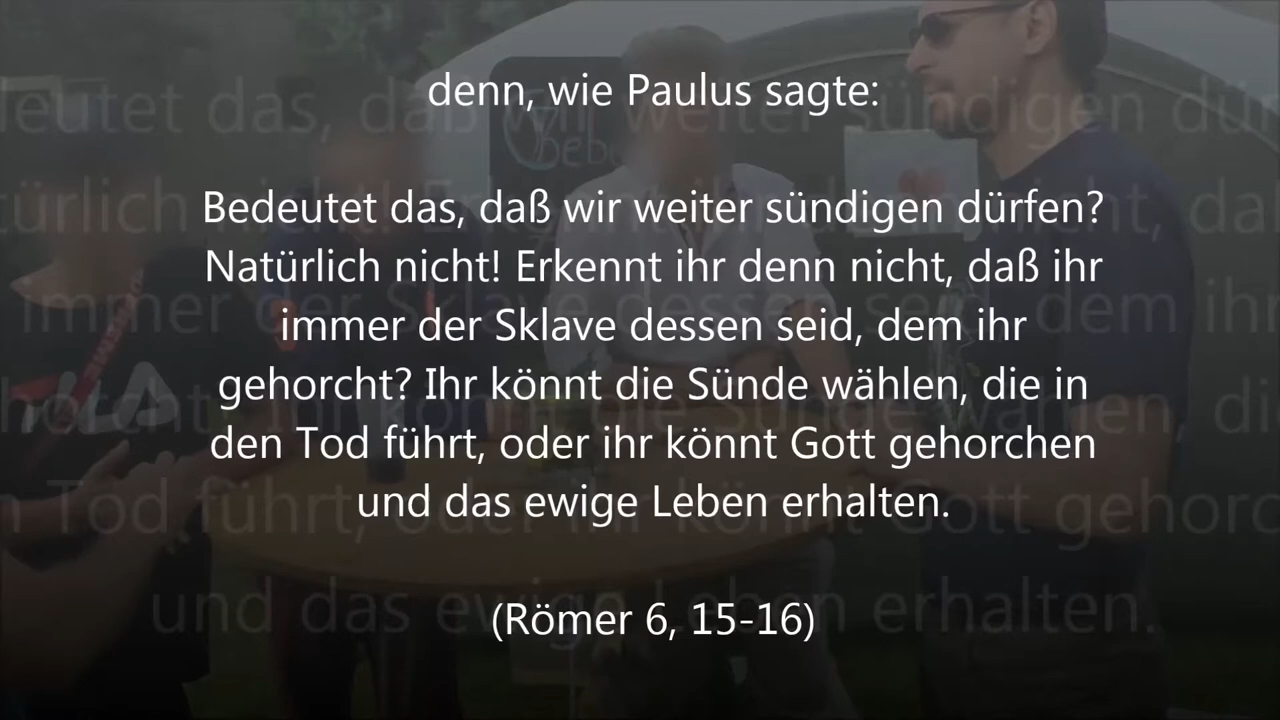 denn, wie Paulus sagte:
Bedeutet das, daß wir weiter sündigen dürfen?
Natürlich nicht! Erkennt ihr denn nicht, daß ihr
immer der Sklave dessen seid, dem ihr
gehorcht? Ihr könnt die Sünde wählen, die in
den Tod führt, oder ihr könnt Gott gehorchen
und das ewige Leben erhalten.
(Römer 6, 15-16)